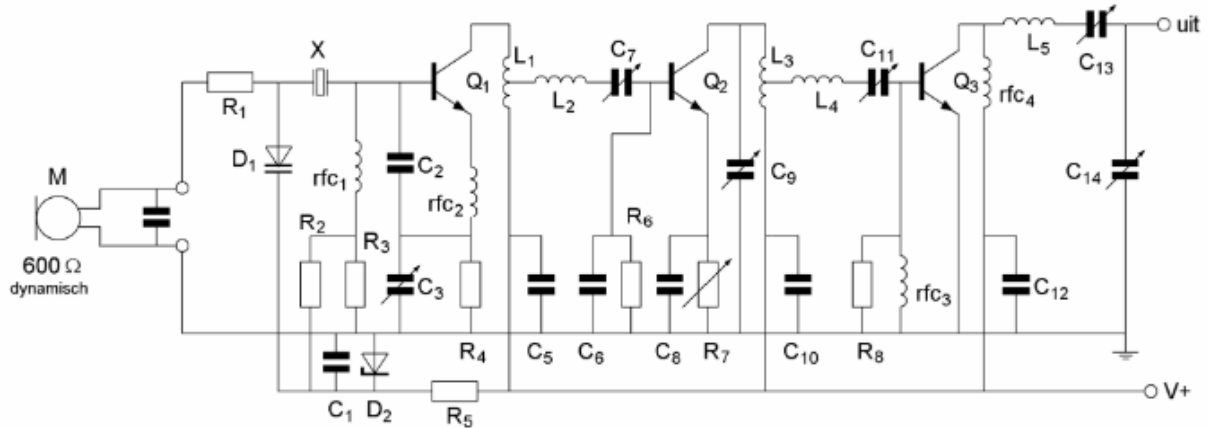 uit
X
C7
C11
L1
L3
L5
C13
Q1
Q2
Q3
R1
L2
L4
rfc4
D1
C2
rfc1
C9
C14
M
rfc2
R2
R6
R3
600 Ω
dynamisch
C3
rfc3
C12
R4
C5
C6
C8
R7
C10
R8
C1
D2
R5
V+